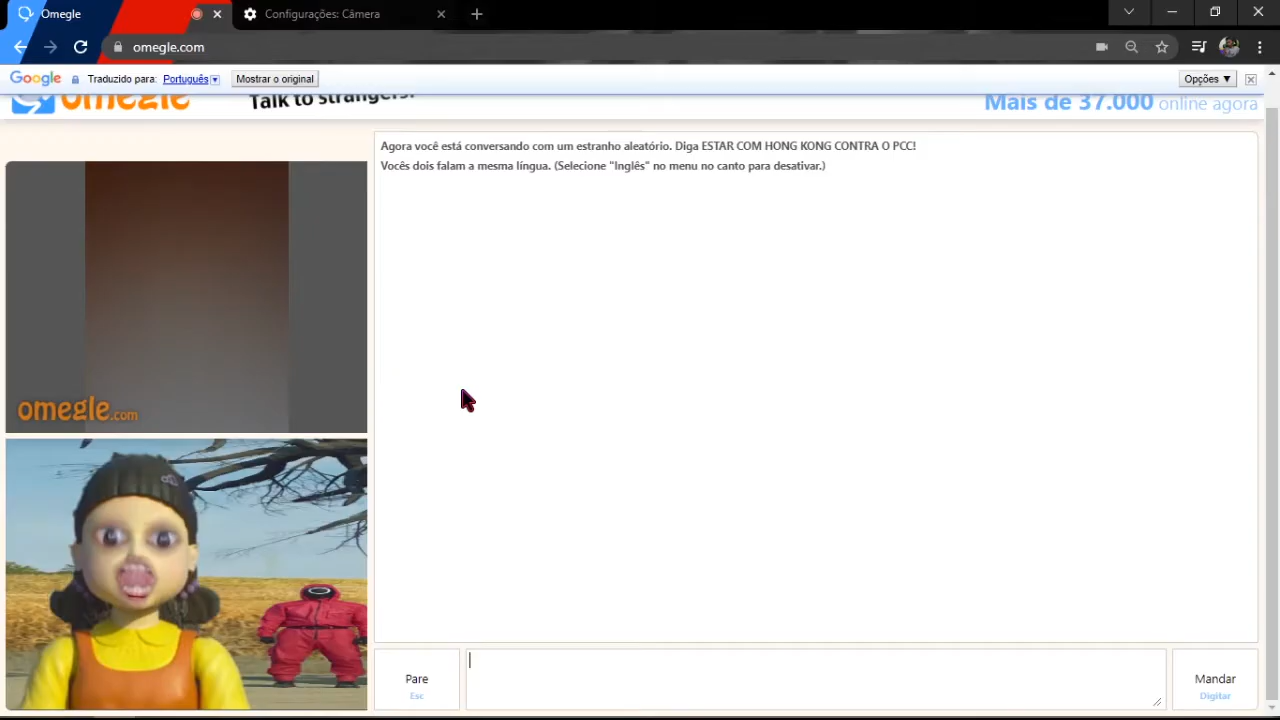 Omegle
Configurações: Câmera
omegle.com
Google
Traduzido para: Português
Mostrar o original
Opções ▼
omegle
Talk to strangers!
Mais de 37.000 online agora
Agora você está conversando com um estranho aleatório. Diga ESTAR COM HONG KONG CONTRA O PCC!
Vocês dois falam a mesma língua. (Selecione "Inglês" no menu no canto para desativar.)
omegle.com
Pare
Esc
Mandar
Digitar